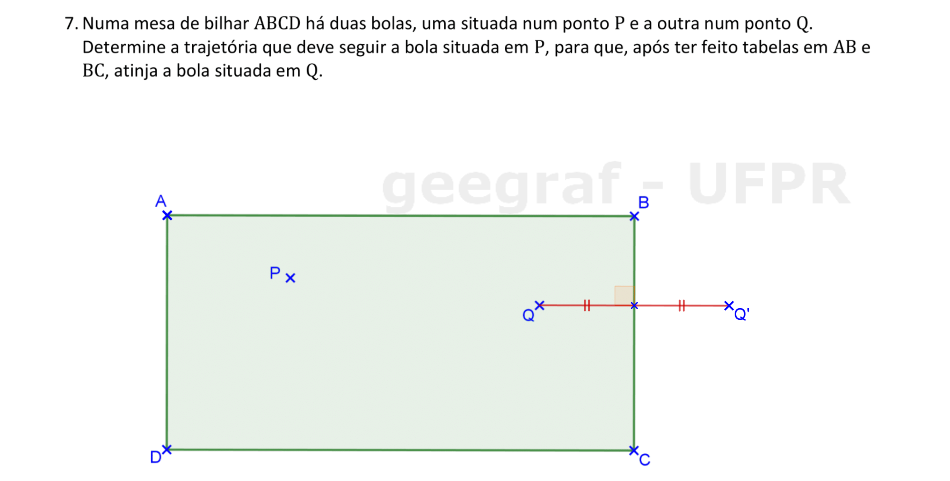 7. Numa mesa de bilhar ABCD há duas bolas, uma situada num ponto P e a outra num ponto Q.
Determine a trajetória que deve seguir a bola situada em P, para que, após ter feito tabelas em AB e
BC, atinja a bola situada em Q.
geegraf - UFPR
A
B
P
Q
Q'
D
C